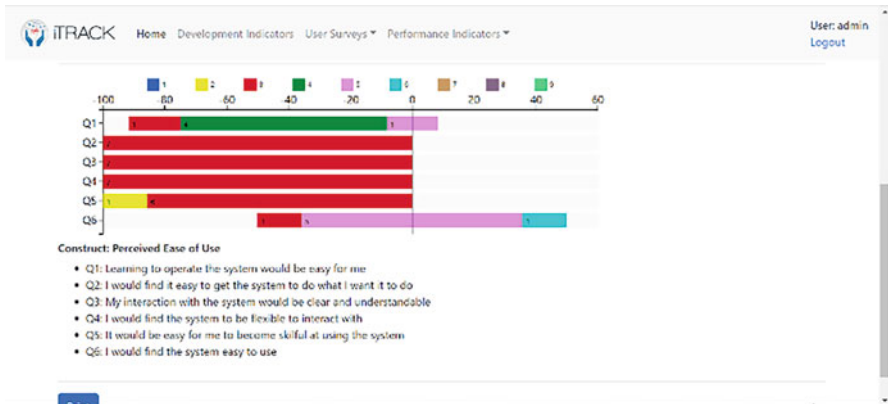 iTRACK Home Development Indicators User Surveys Performance Indicators User: admin
Logout
1 2 3 4 5 6 7 8 9
-100 -80 -60 -40 -20 0 20 40 60
Q1
Q2
Q3
Q4
Q5
Q6
Construct: Perceived Ease of Use
• Q1: Learning to operate the system would be easy for me
• Q2: I would find it easy to get the system to do what I want it to do
• Q3: My interaction with the system would be clear and understandable
• Q4: I would find the system to be flexible to interact with
• Q5: It would be easy for me to become skilful at using the system
• Q6: I would find the system easy to use